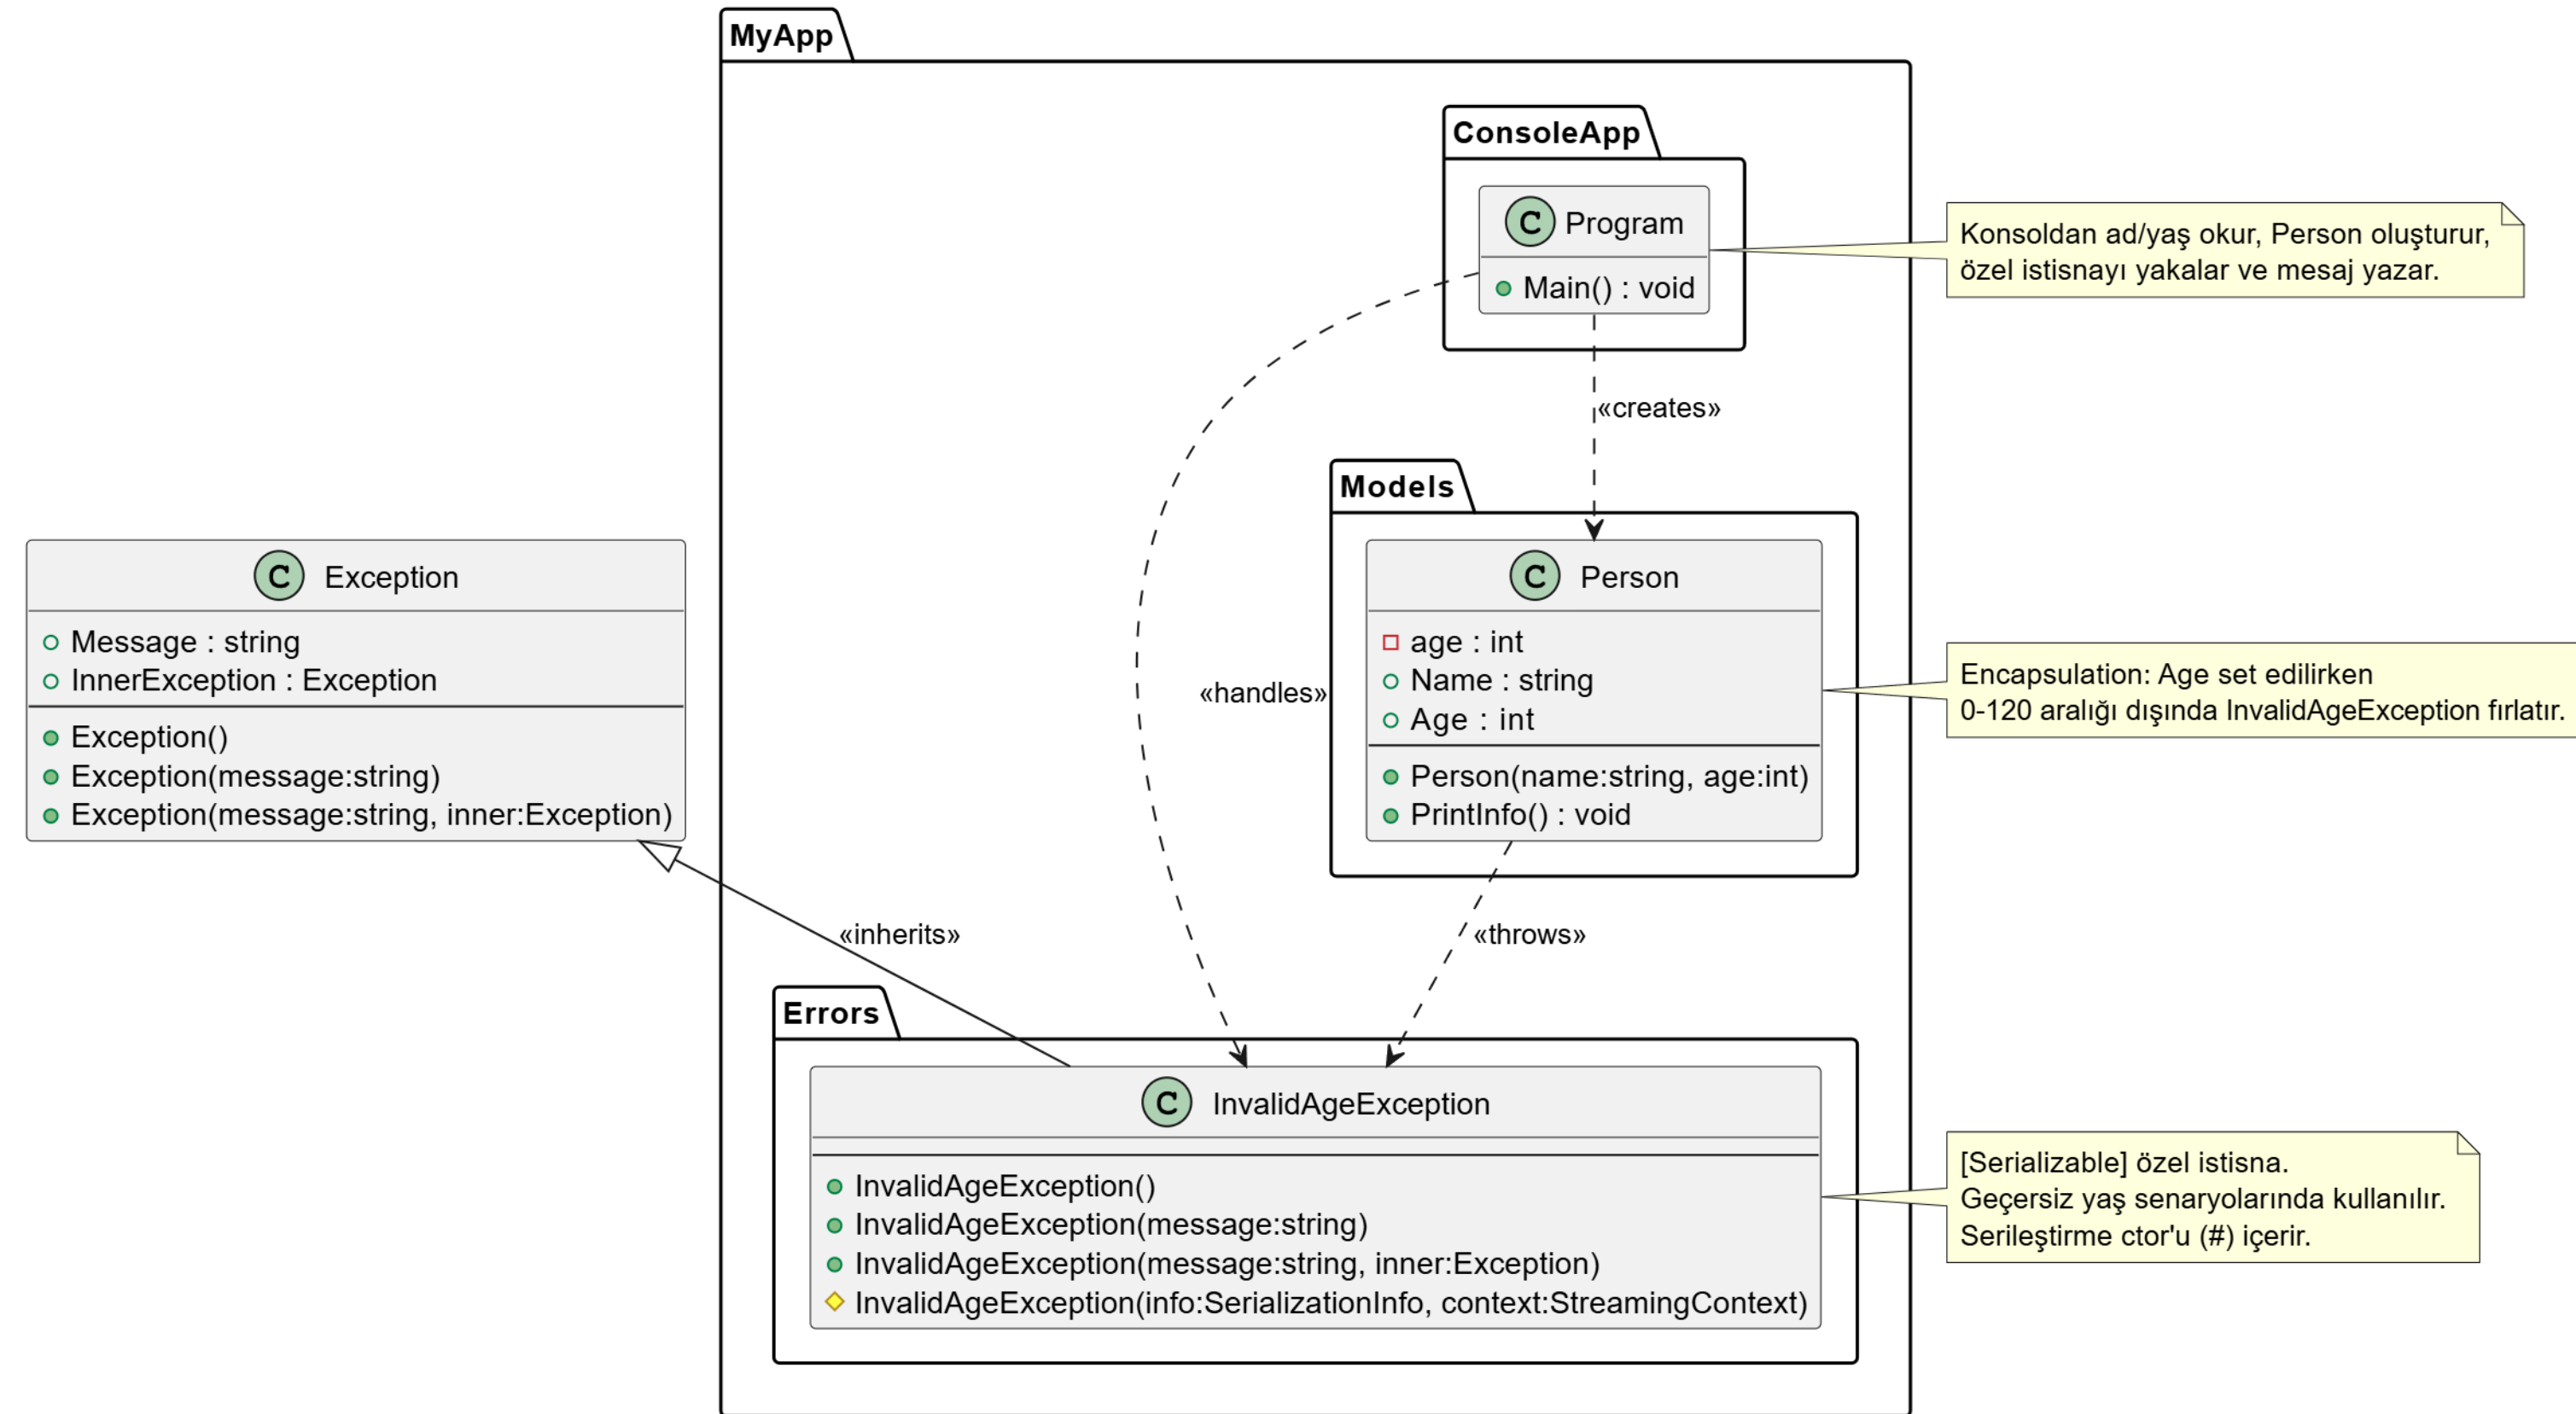 MyApp
ConsoleApp
C Program
Main() : void
Konsoldan ad/yaş okur, Person oluşturur,
özel istisnayı yakalar ve mesaj yazar.
«creates»
Models
C Exception
Message : string
InnerException : Exception
Exception()
Exception(message:string)
Exception(message:string, inner:Exception)
«handles»
C Person
age : int
Name : string
Age : int
Person(name:string, age:int)
PrintInfo() : void
Encapsulation: Age set edilirken
0-120 aralığı dışında InvalidAgeException fırlatır.
«inherits»
«throws»
Errors
C InvalidAgeException
InvalidAgeException()
InvalidAgeException(message:string)
InvalidAgeException(message:string, inner:Exception)
InvalidAgeException(info:SerializationInfo, context:StreamingContext)
[Serializable] özel istisna.
Geçersiz yaş senaryolarında kullanılır.
Serileştirme ctor'u (#) içerir.